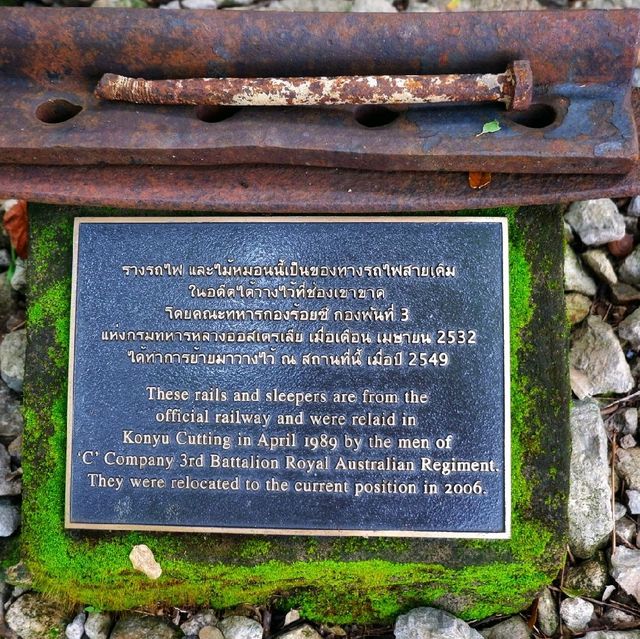 รางรถไฟ และไม้หมอนนี้เป็นของทางรถไฟสายเดิม
ในอดีตได้วางไว้ที่ช่องเขาขาด
โดยคณะทหารกองร้อยซี กองพันที่ 3
แห่งกรมทหารหลวงออสเตรเลีย เมื่อเดือน เมษายน 2532
ได้ทำการย้ายมาวางไว้ ณ สถานที่นี้ เมื่อปี 2549
These rails and sleepers are from the
official railway and were relaid in
Konyu Cutting in April 1989 by the men of
‘C’ Company 3rd Battalion Royal Australian Regiment.
They were relocated to the current position in 2006.